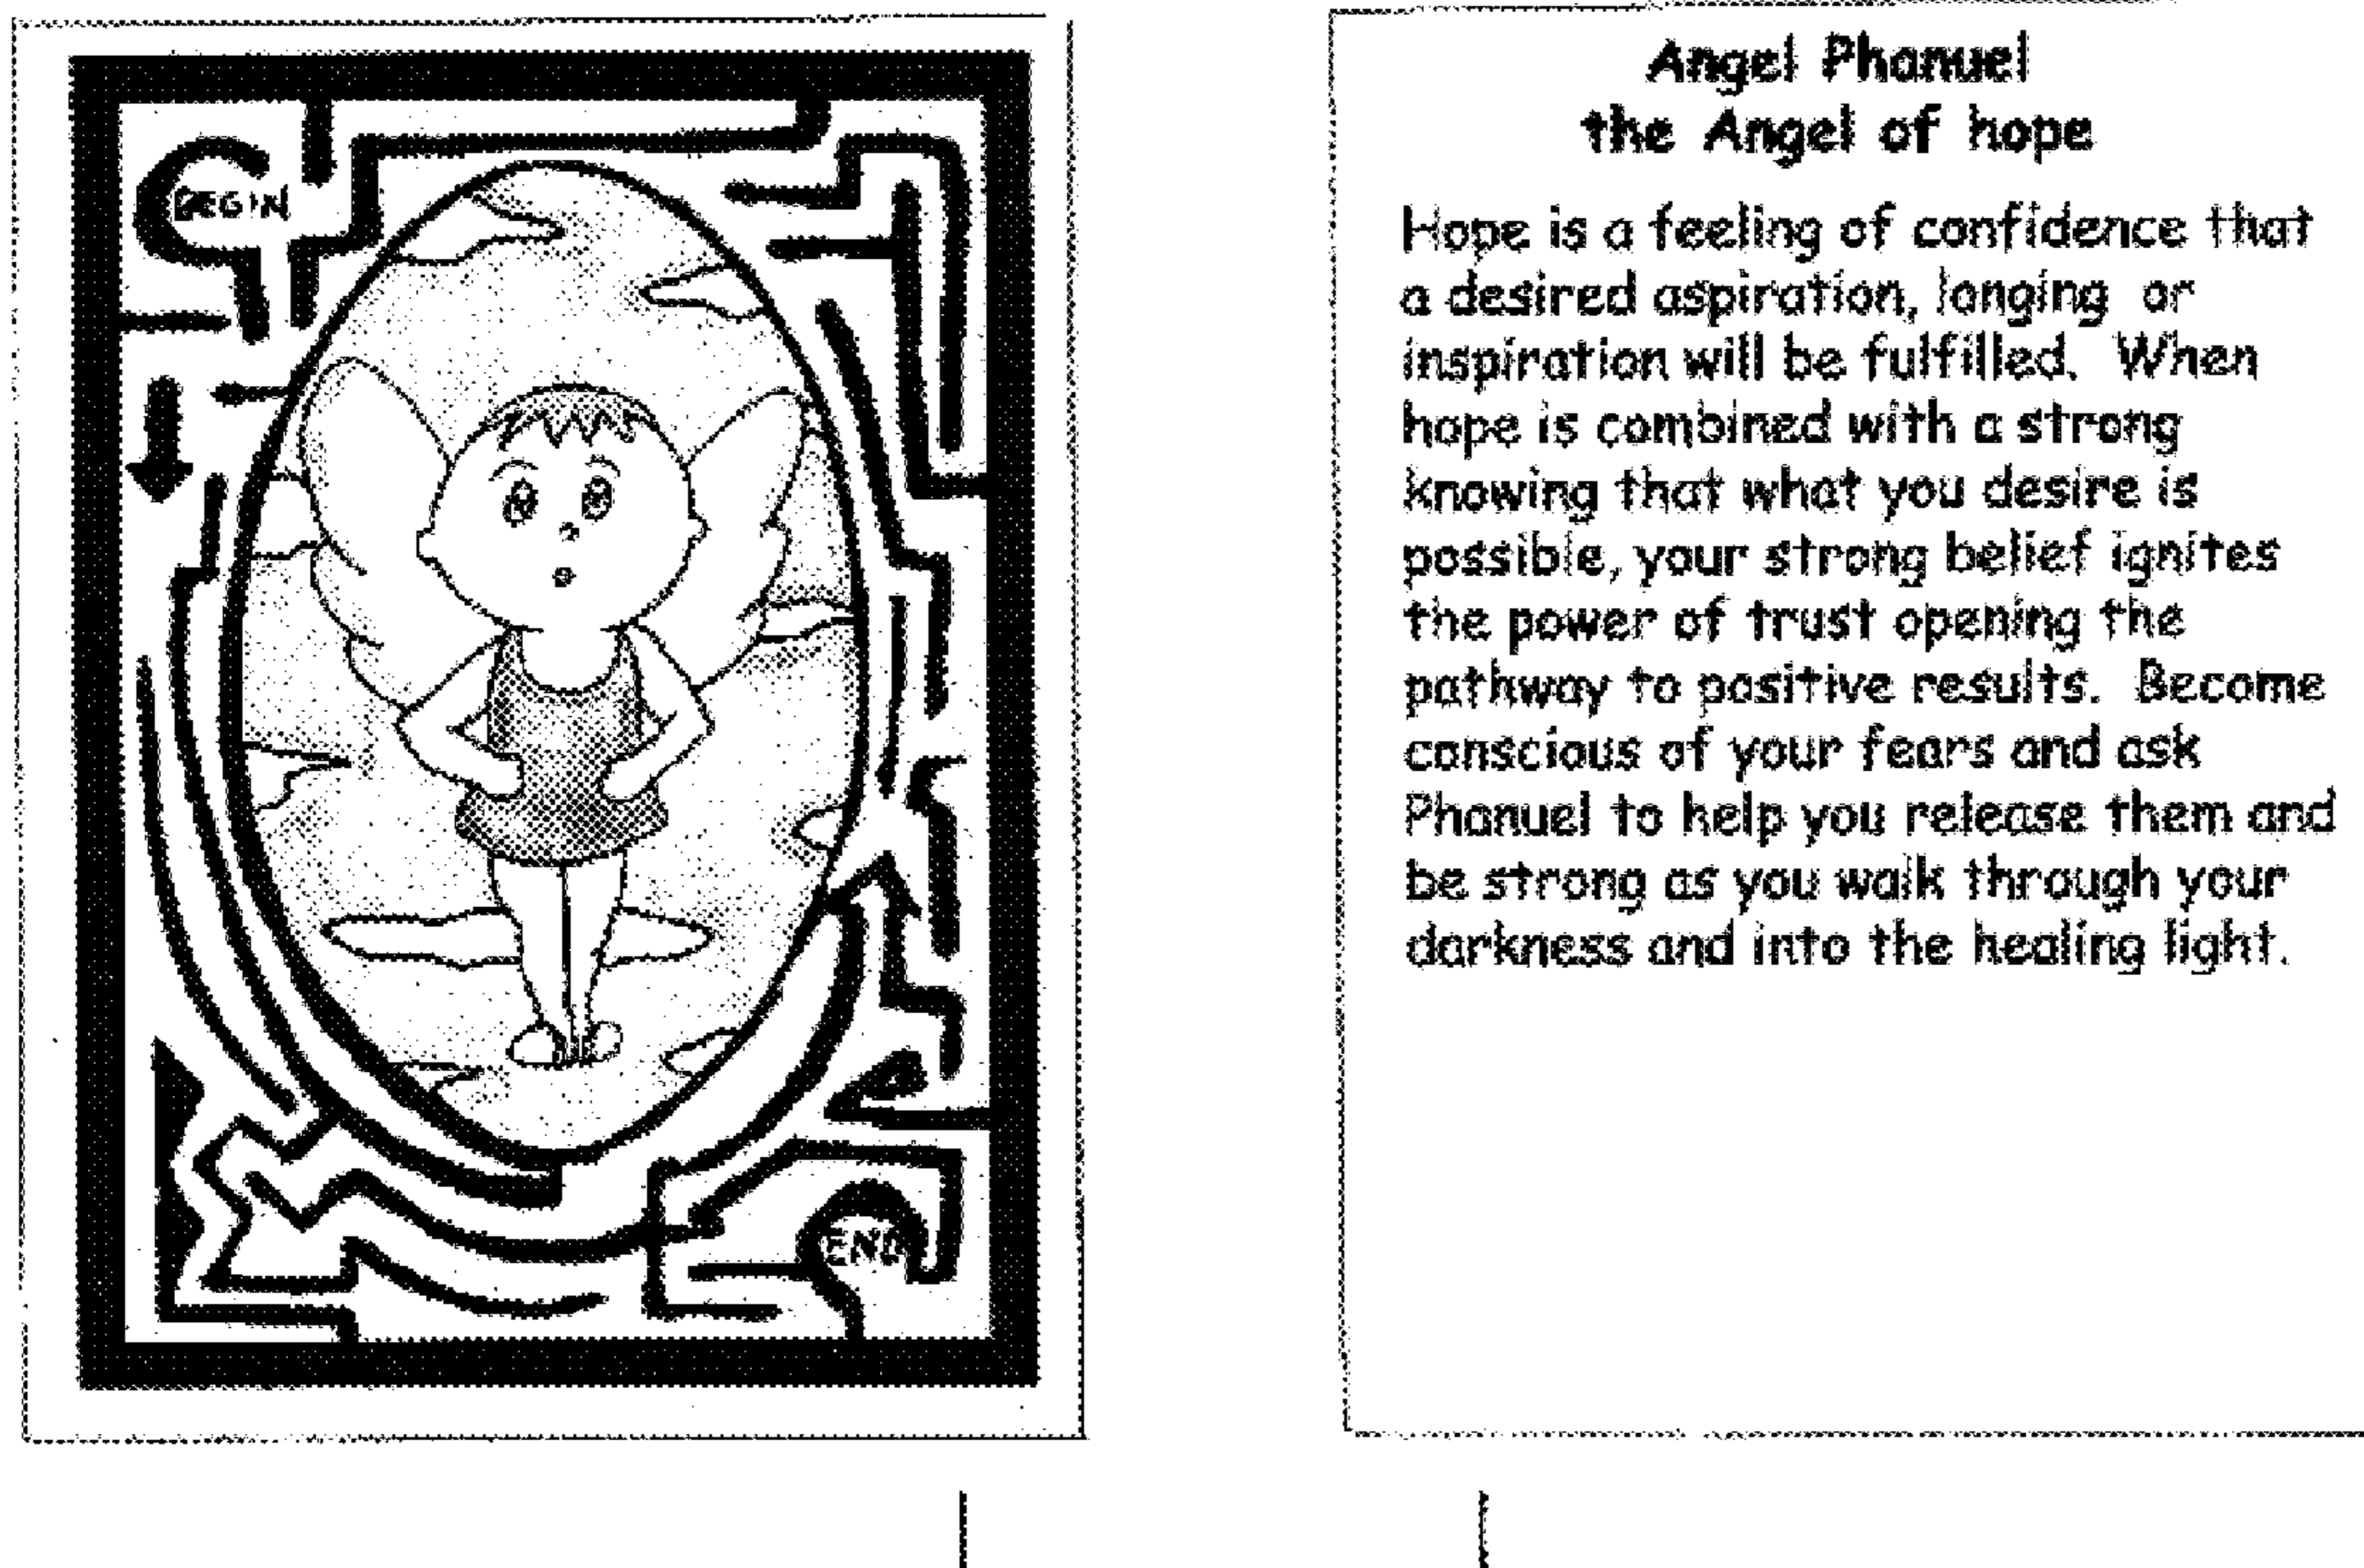 BEGIN
END
Angel Phanuel
the Angel of hope
Hope is a feeling of confidence that
a desired aspiration, longing or
inspiration will be fulfilled. When
hope is combined with a strong
knowing that what you desire is
possible, your strong belief ignites
the power of trust opening the
pathway to positive results. Become
conscious of your fears and ask
Phanuel to help you release them and
be strong as you walk through your
darkness and into the healing light.